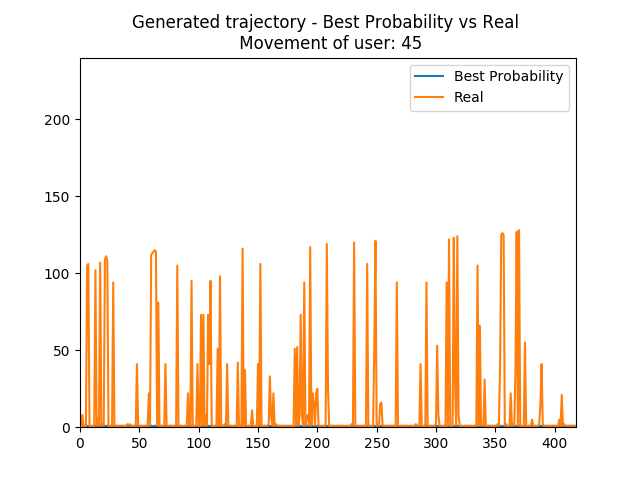 Generated trajectory - Best Probability vs Real
Movement of user: 45
Best Probability
Real
200
150
100
50
0
0 50 100 150 200 250 300 350 400